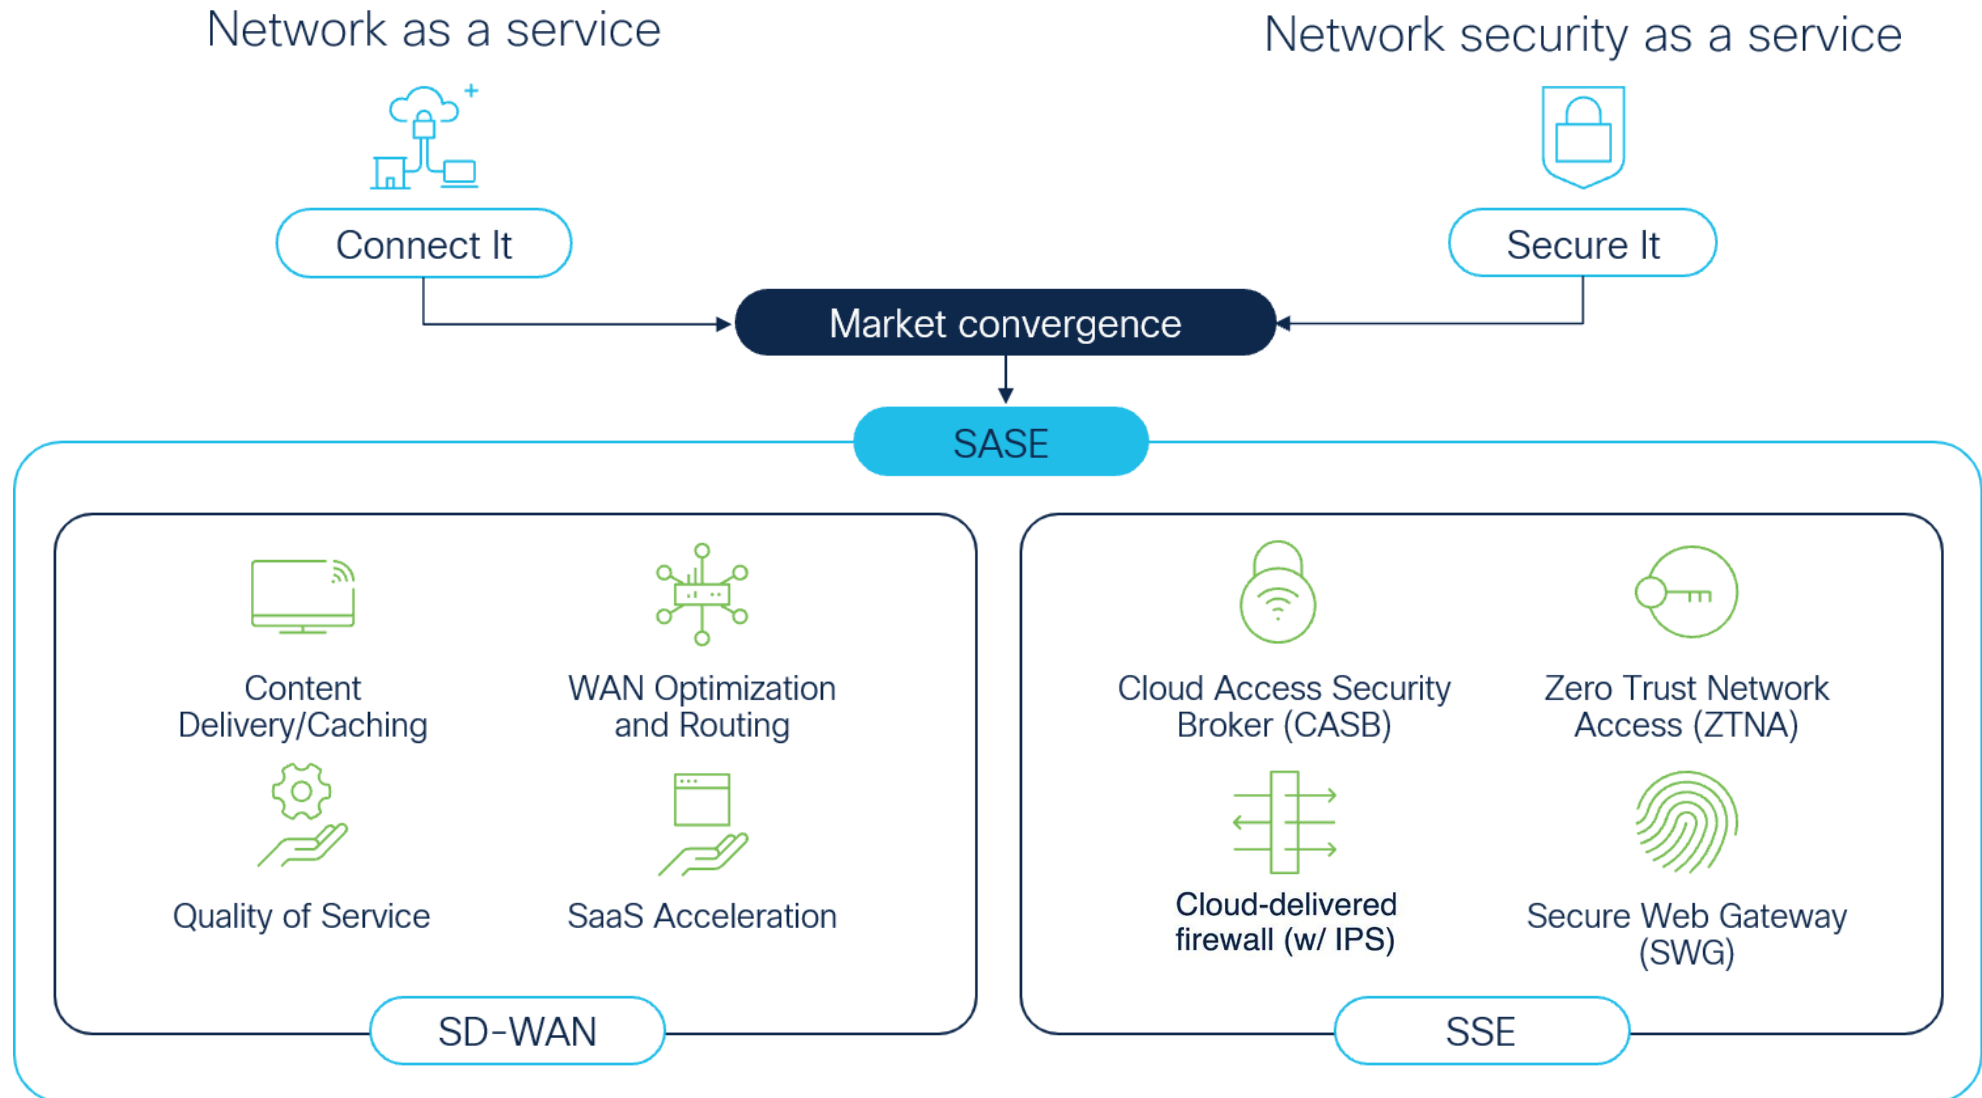 Network as a service
Network security as a service
Connect It
Secure It
Market convergence
SASE
Content
Delivery/Caching
WAN Optimization
and Routing
Quality of Service
SaaS Acceleration
SD-WAN
Cloud Access Security
Broker (CASB)
Zero Trust Network
Access (ZTNA)
Cloud-delivered
firewall (w/ IPS)
Secure Web Gateway
(SWG)
SSE